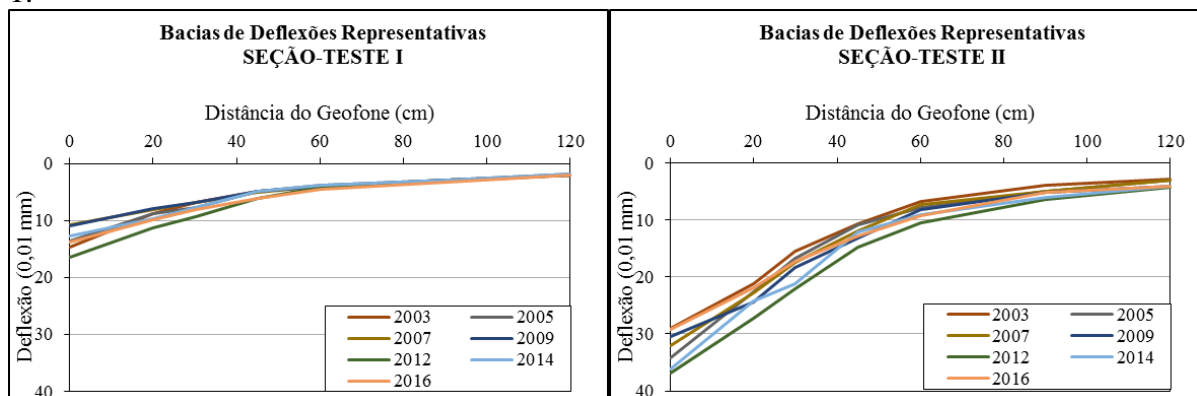 1.
Bacias de Deflexões Representativas
SEÇÃO-TESTE I
Distância do Geofone (cm)
0 20 40 60 80 100 120
0
10
20
30
40
Deflexão (0,01 mm)
2003 2005
2007 2009
2012 2014
2016
Bacias de Deflexões Representativas
SEÇÃO-TESTE II
Distância do Geofone (cm)
0 20 40 60 80 100 120
0
10
20
30
40
Deflexão (0,01 mm)
2003 2005
2007 2009
2012 2014
2016